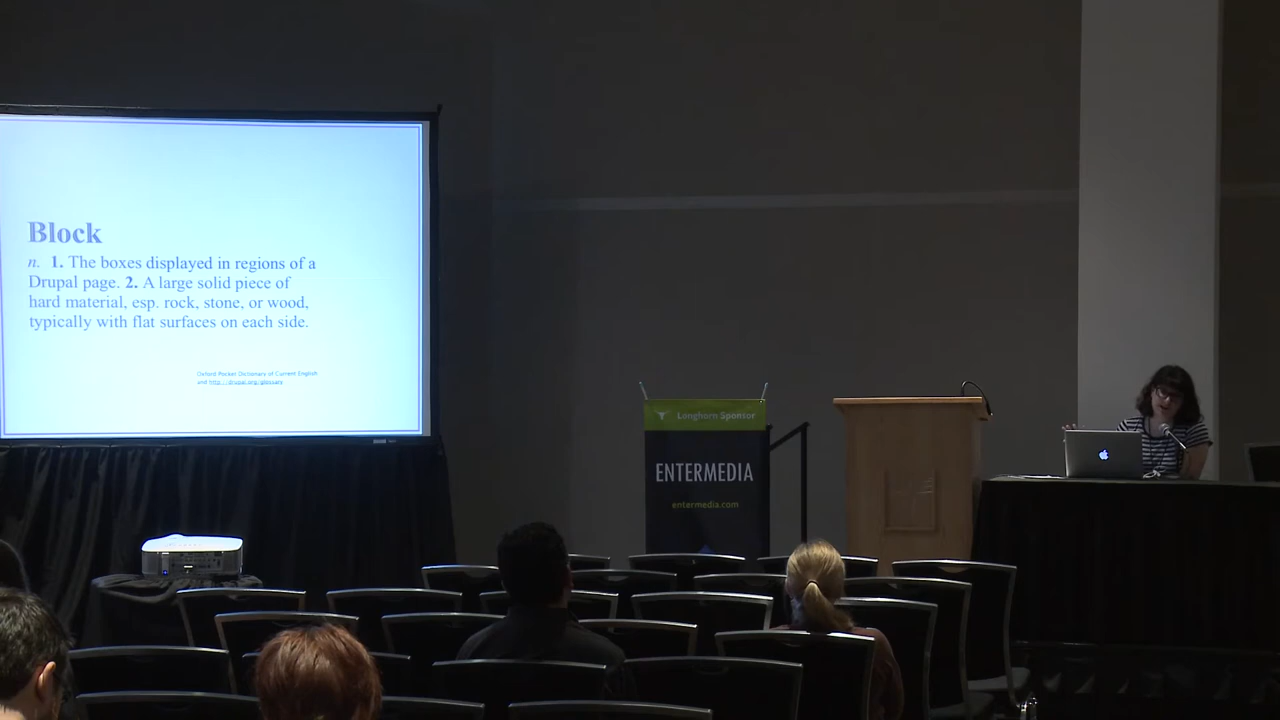 Block
n. 1. The boxes displayed in regions of a
Drupal page. 2. A large solid piece of
hard material, esp. rock, stone, or wood,
typically with flat surfaces on each side.
Oxford Pocket Dictionary of Current English
and http://drupal.org/glossary
Longhorn Sponsor
ENTERMEDIA
entermedia.com